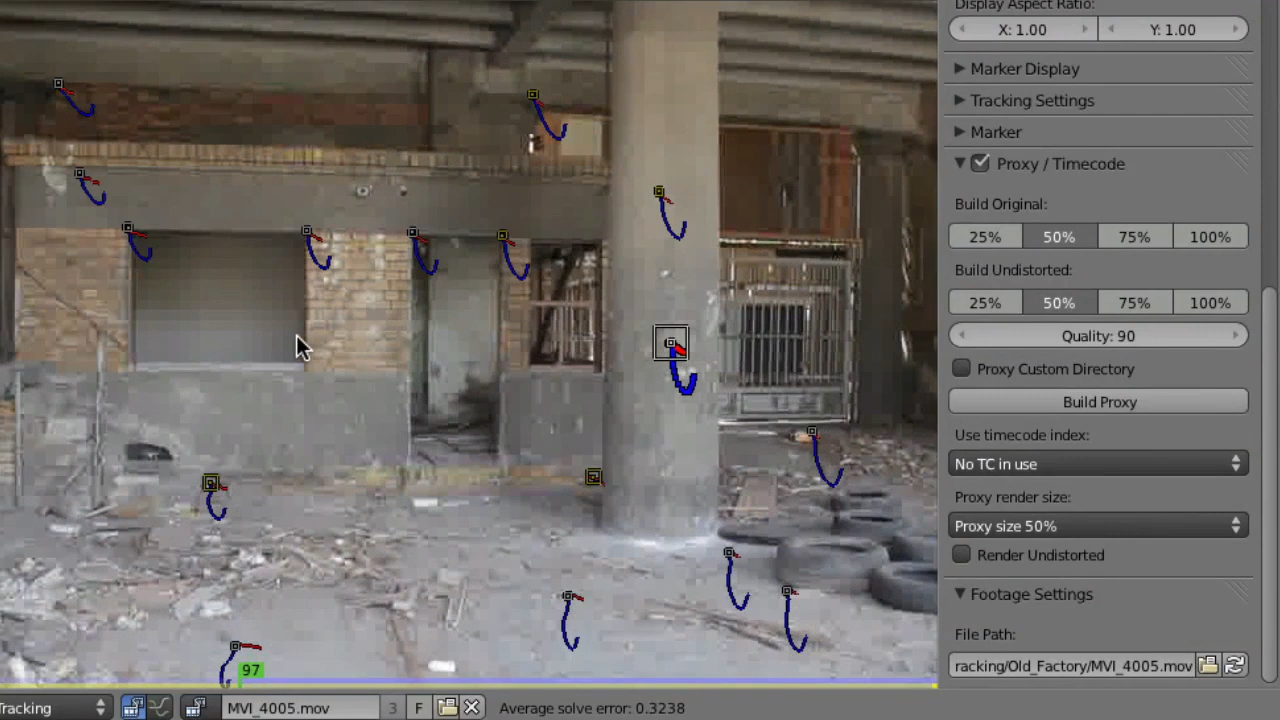 Display Aspect Ratio:
X: 1.00 Y: 1.00
Marker Display
Tracking Settings
Marker
Proxy / Timecode
Build Original:
25% 50% 75% 100%
Build Undistorted:
25% 50% 75% 100%
Quality: 90
Proxy Custom Directory
Build Proxy
Use timecode index:
No TC in use
Proxy render size:
Proxy size 50%
Render Undistorted
Footage Settings
File Path:
racking/Old_Factory/MVI_4005.mov
97
Tracking MVI_4005.mov 3 F Average solve error: 0.3238